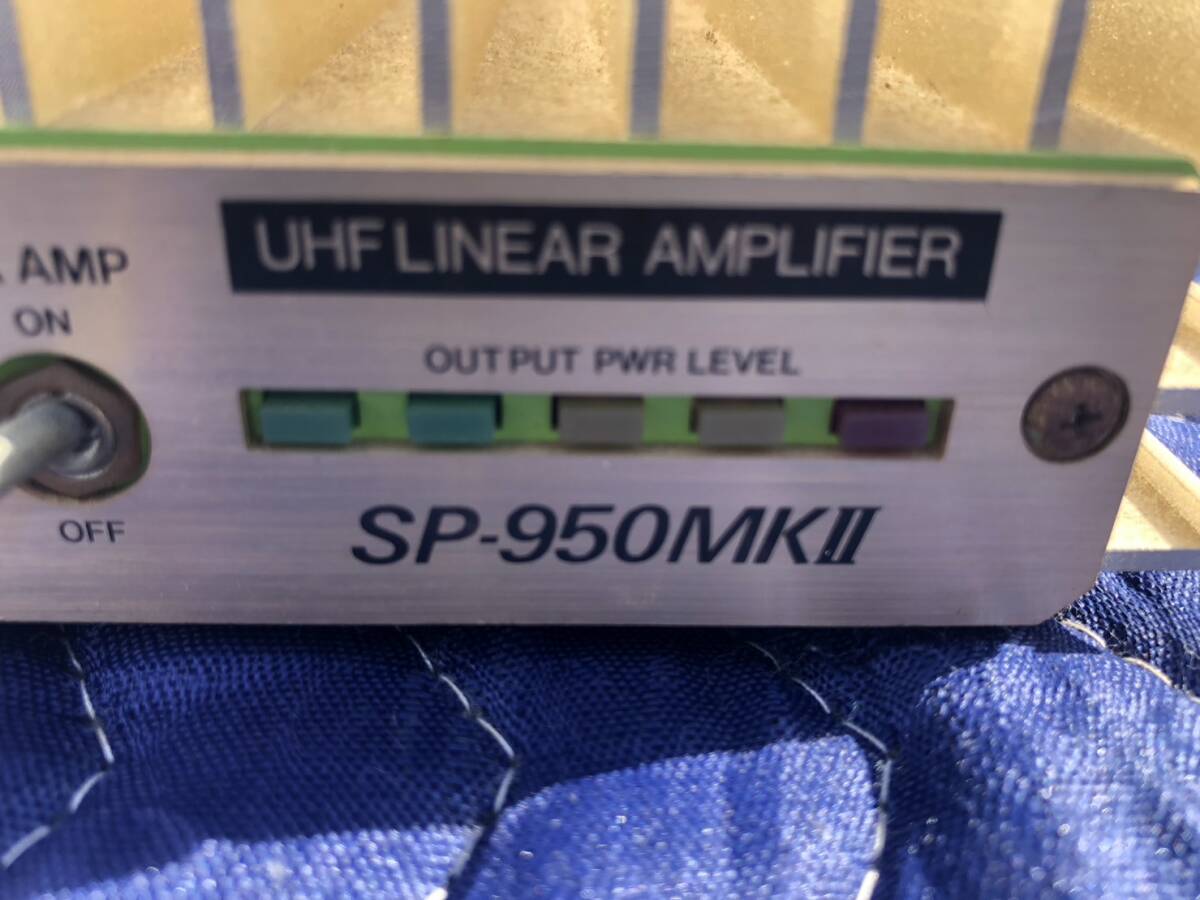 UHF LINEAR AMPLIFIER
AMP
ON
OUTPUT PWR LEVEL
OFF
SP-950MKII